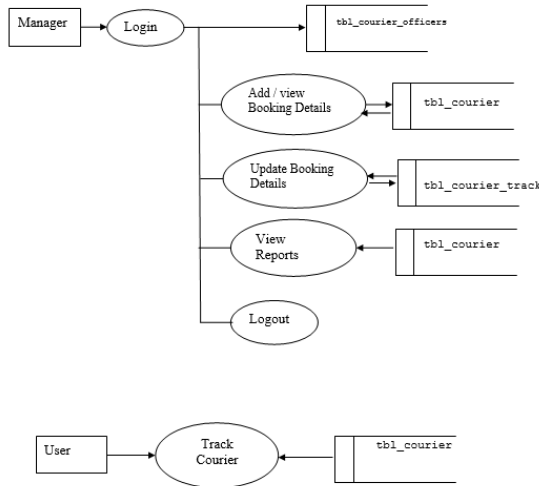 Manager
Login
tbl_courier_officers
Add / view
Booking Details
tbl_courier
Update Booking
Details
tbl_courier_track
View
Reports
tbl_courier
Logout
User
Track
Courier
tbl_courier